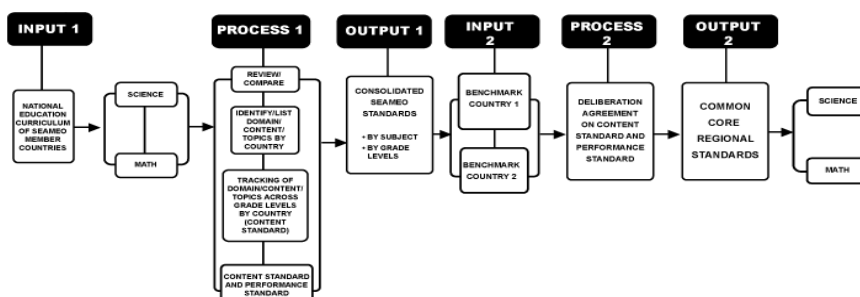 INPUT 1
PROCESS 1
OUTPUT 1
INPUT
2
PROCESS
2
OUTPUT
2
NATIONAL
EDUCATION
CURRICULUM
OF SEAMEO
MEMBER
COUNTRIES
SCIENCE
MATH
REVIEW/
COMPARE
IDENTIFY/LIST
DOMAIN/
CONTENT/
TOPICS BY
COUNTRY
TRACKING OF
DOMAIN/CONTENT/
TOPICS ACROSS
GRADE LEVELS
BY COUNTRY
(CONTENT
STANDARD)
CONTENT STANDARD
AND PERFORMANCE
STANDARD
CONSOLIDATED
SEAMEO
STANDARDS
• BY SUBJECT
• BY GRADE
LEVELS
BENCHMARK
COUNTRY 1
BENCHMARK
COUNTRY 2
DELIBERATION
AGREEMENT
ON CONTENT
STANDARD AND
PERFORMANCE
STANDARD
COMMON
CORE
REGIONAL
STANDARDS
SCIENCE
MATH